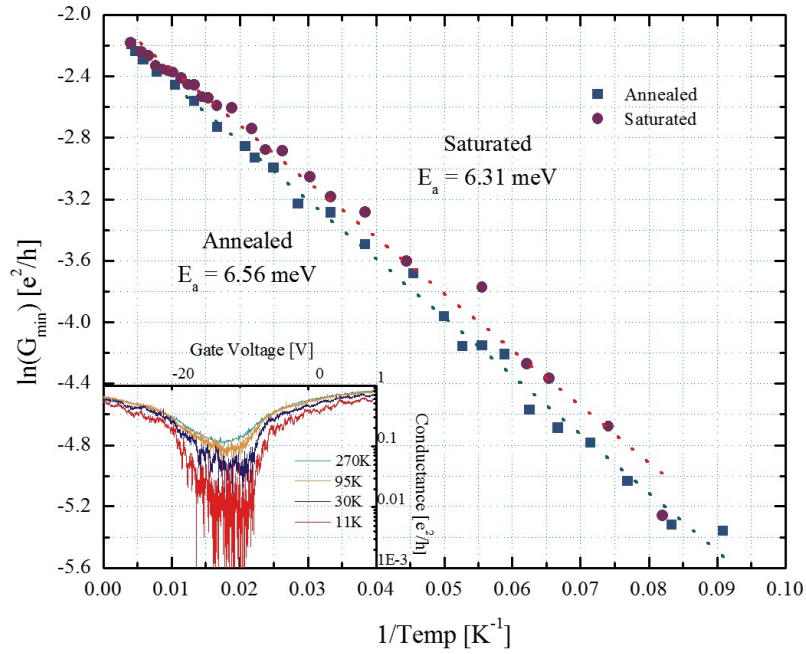 -2.0
-2.4
-2.8
-3.2
-3.6
-4.0
-4.4
-4.8
-5.2
-5.6
ln(G_min) [e²/h]
Annealed
Saturated
Saturated
E_a = 6.31 meV
Annealed
E_a = 6.56 meV
Gate Voltage [V]
-20 0
1
0.1
0.01
1E-3
Conductance [e²/h]
270K
95K
30K
11K
0.00 0.01 0.02 0.03 0.04 0.05 0.06 0.07 0.08 0.09 0.10
1/Temp [K⁻¹]